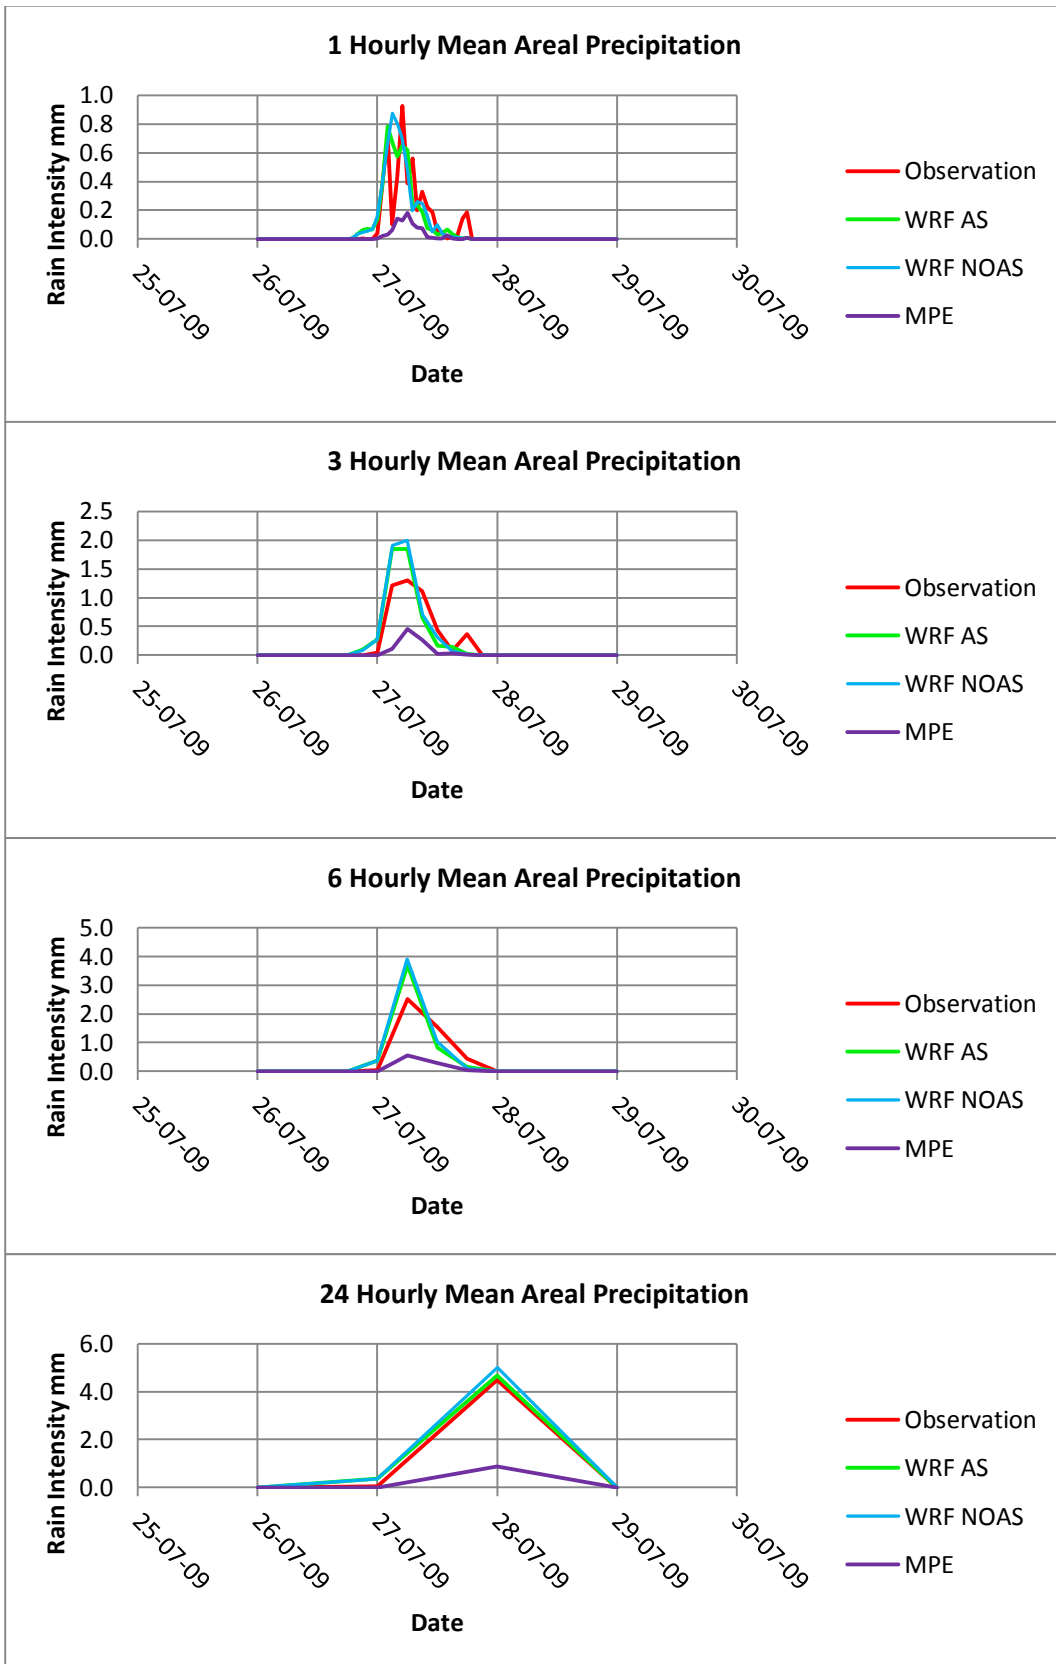 1 Hourly Mean Areal Precipitation
Rain Intensity mm
1.0
0.8
0.6
0.4
0.2
0.0
25-07-09
26-07-09
27-07-09
28-07-09
29-07-09
30-07-09
Date
Observation
WRF AS
WRF NOAS
MPE
3 Hourly Mean Areal Precipitation
Rain Intensity mm
2.5
2.0
1.5
1.0
0.5
0.0
25-07-09
26-07-09
27-07-09
28-07-09
29-07-09
30-07-09
Date
Observation
WRF AS
WRF NOAS
MPE
6 Hourly Mean Areal Precipitation
Rain Intensity mm
5.0
4.0
3.0
2.0
1.0
0.0
25-07-09
26-07-09
27-07-09
28-07-09
29-07-09
30-07-09
Date
Observation
WRF AS
WRF NOAS
MPE
24 Hourly Mean Areal Precipitation
Rain Intensity mm
6.0
4.0
2.0
0.0
25-07-09
26-07-09
27-07-09
28-07-09
29-07-09
30-07-09
Date
Observation
WRF AS
WRF NOAS
MPE